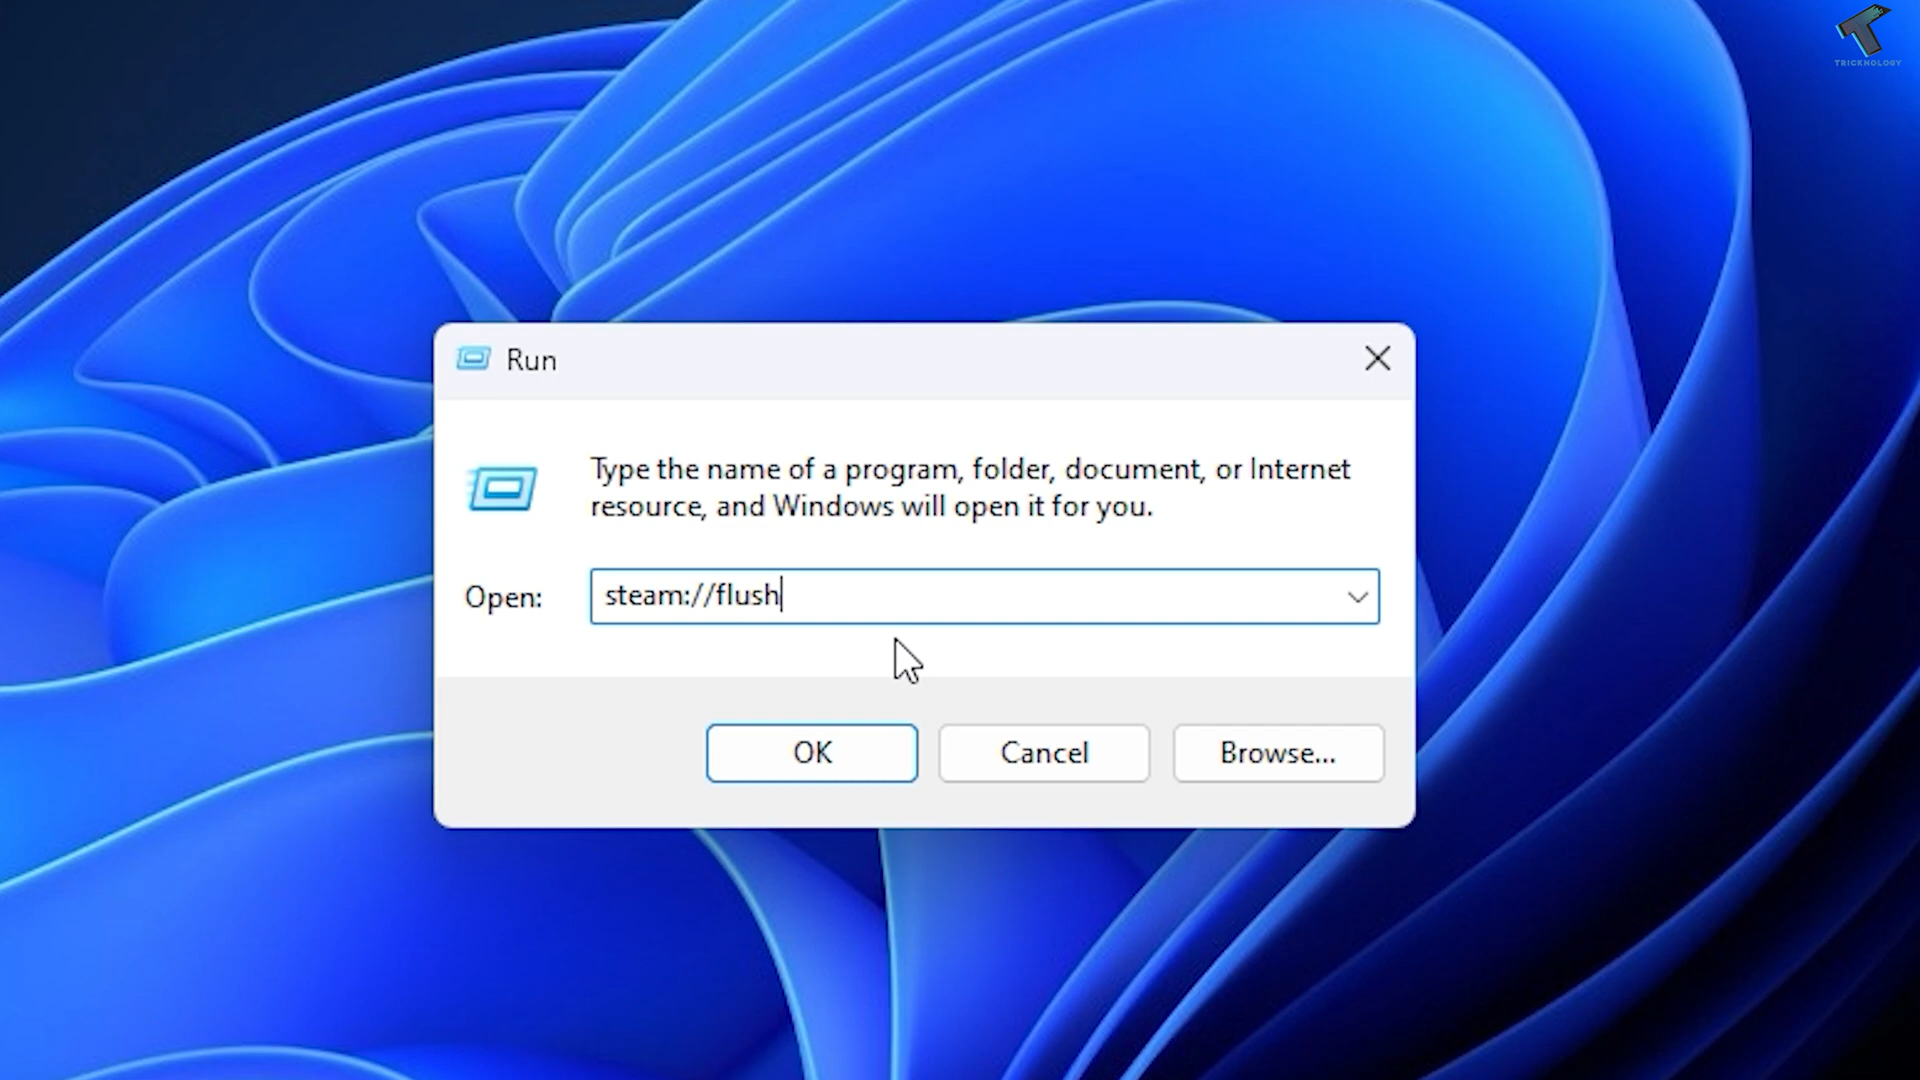 TRICKNOLOGY
Run
Type the name of a program, folder, document, or Internet
resource, and Windows will open it for you.
Open:
steam://flush
OK
Cancel
Browse...